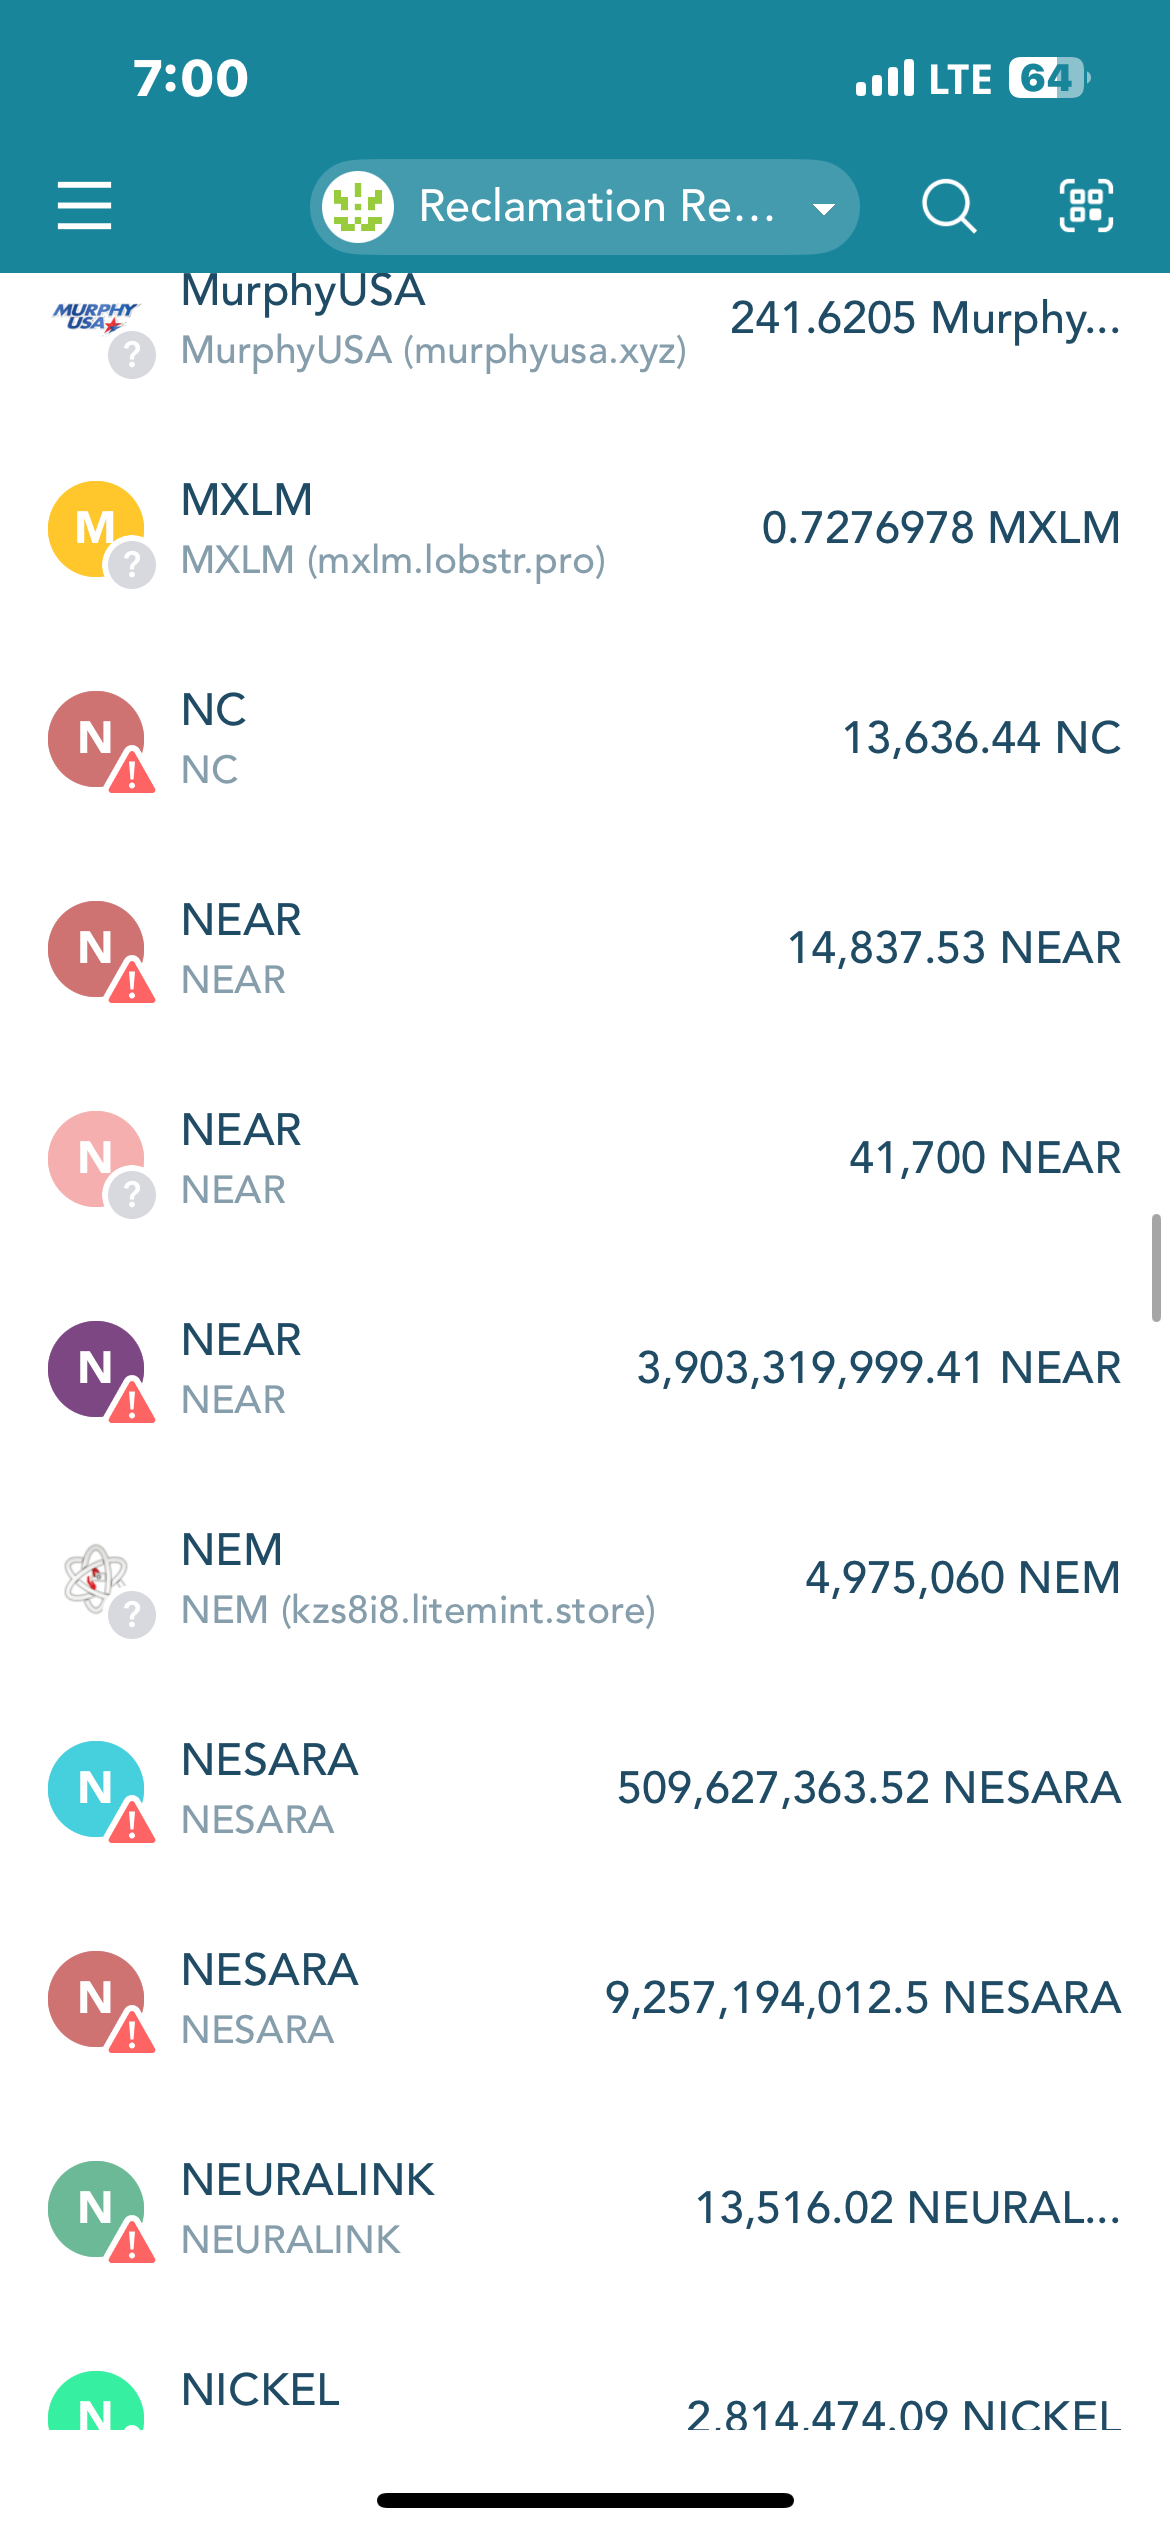 7:00
LTE 64
Reclamation Re...
MURPHY
USA
MurphyUSA
241.6205 Murphy...
? MurphyUSA (murphyusa.xyz)
M
MXLM
0.7276978 MXLM
? MXLM (mxlm.lobstr.pro)
N
NC
13,636.44 NC
! NC
N
NEAR
14,837.53 NEAR
! NEAR
N
NEAR
41,700 NEAR
? NEAR
N
NEAR
3,903,319,999.41 NEAR
! NEAR
NEM
4,975,060 NEM
? NEM (kzs8i8.litemint.store)
N
NESARA
509,627,363.52 NESARA
! NESARA
N
NESARA
9,257,194,012.5 NESARA
! NESARA
N
NEURALINK
13,516.02 NEURAL...
! NEURALINK
N
NICKEL
2,814,474.09 NICKEL